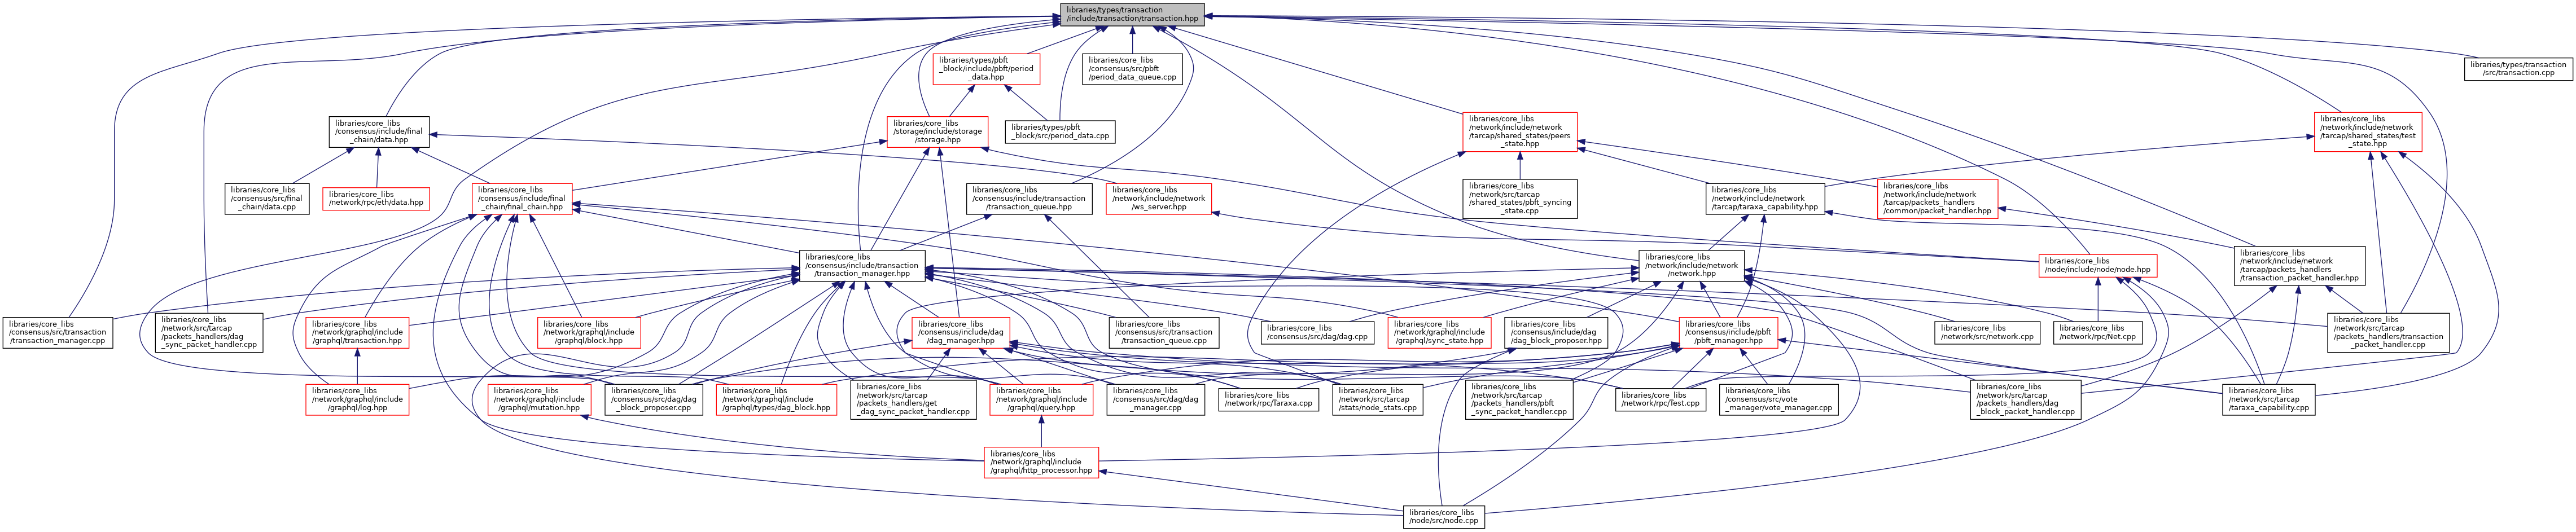 libraries/types/transaction
/include/transaction/transaction.hpp
libraries/types/pbft
_block/include/pbft/period
_data.hpp
libraries/core_libs
/consensus/src/pbft
/period_data_queue.cpp
libraries/types/transaction
/src/transaction.cpp
libraries/core_libs
/consensus/include/final
_chain/data.hpp
libraries/core_libs
/storage/include/storage
/storage.hpp
libraries/types/pbft
_block/src/period_data.cpp
libraries/core_libs
/network/include/network
/tarcap/shared_states/peers
_state.hpp
libraries/core_libs
/network/include/network
/tarcap/shared_states/test
_state.hpp
libraries/core_libs
/consensus/src/final
_chain/data.cpp
libraries/core_libs
/network/rpc/eth/data.hpp
libraries/core_libs
/consensus/include/final
_chain/final_chain.hpp
libraries/core_libs
/consensus/include/transaction
/transaction_queue.hpp
libraries/core_libs
/network/include/network
/ws_server.hpp
libraries/core_libs
/network/src/tarcap
/shared_states/pbft_syncing
_state.cpp
libraries/core_libs
/network/include/network
/tarcap/taraxa_capability.hpp
libraries/core_libs
/network/include/network
/tarcap/packets_handlers
/common/packet_handler.hpp
libraries/core_libs
/consensus/include/transaction
/transaction_manager.hpp
libraries/core_libs
/network/include/network
/network.hpp
libraries/core_libs
/node/include/node/node.hpp
libraries/core_libs
/network/include/network
/tarcap/packets_handlers
/transaction_packet_handler.hpp
libraries/core_libs
/consensus/src/transaction
/transaction_manager.cpp
libraries/core_libs
/network/src/tarcap
/packets_handlers/dag
_sync_packet_handler.cpp
libraries/core_libs
/network/graphql/include
/graphql/transaction.hpp
libraries/core_libs
/network/graphql/include
/graphql/block.hpp
libraries/core_libs
/consensus/include/dag
/dag_manager.hpp
libraries/core_libs
/consensus/src/transaction
/transaction_queue.cpp
libraries/core_libs
/consensus/src/dag/dag.cpp
libraries/core_libs
/network/graphql/include
/graphql/sync_state.hpp
libraries/core_libs
/consensus/include/dag
/dag_block_proposer.hpp
libraries/core_libs
/consensus/include/pbft
/pbft_manager.hpp
libraries/core_libs
/network/src/network.cpp
libraries/core_libs
/network/rpc/Net.cpp
libraries/core_libs
/network/src/tarcap
/packets_handlers/transaction
_packet_handler.cpp
libraries/core_libs
/network/graphql/include
/graphql/log.hpp
libraries/core_libs
/network/graphql/include
/graphql/mutation.hpp
libraries/core_libs
/consensus/src/dag/dag
_block_proposer.cpp
libraries/core_libs
/network/graphql/include
/graphql/types/dag_block.hpp
libraries/core_libs
/network/src/tarcap
/packets_handlers/get
_dag_sync_packet_handler.cpp
libraries/core_libs
/network/graphql/include
/graphql/query.hpp
libraries/core_libs
/consensus/src/dag/dag
_manager.cpp
libraries/core_libs
/network/rpc/Taraxa.cpp
libraries/core_libs
/network/src/tarcap
/stats/node_stats.cpp
libraries/core_libs
/network/src/tarcap
/packets_handlers/pbft
_sync_packet_handler.cpp
libraries/core_libs
/network/rpc/Test.cpp
libraries/core_libs
/consensus/src/vote
_manager/vote_manager.cpp
libraries/core_libs
/network/src/tarcap
/packets_handlers/dag
_block_packet_handler.cpp
libraries/core_libs
/network/src/tarcap
/taraxa_capability.cpp
libraries/core_libs
/network/graphql/include
/graphql/http_processor.hpp
libraries/core_libs
/node/src/node.cpp